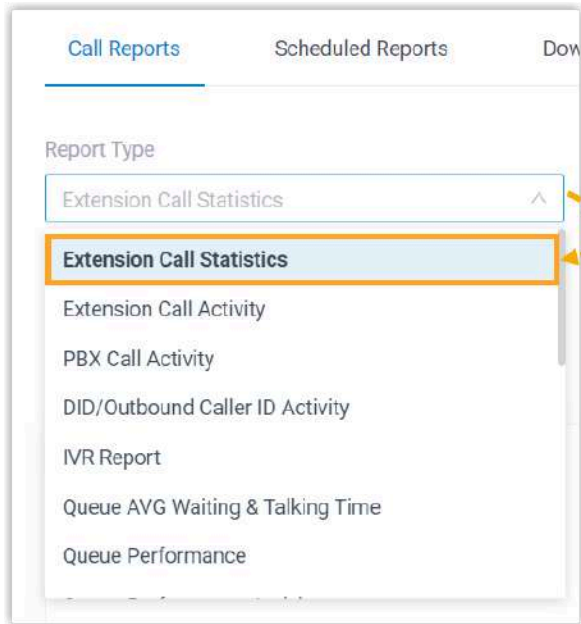 Call Reports Scheduled Reports Dow
Report Type
Extension Call Statistics
Extension Call Statistics
Extension Call Activity
PBX Call Activity
DID/Outbound Caller ID Activity
IVR Report
Queue AVG Waiting & Talking Time
Queue Performance